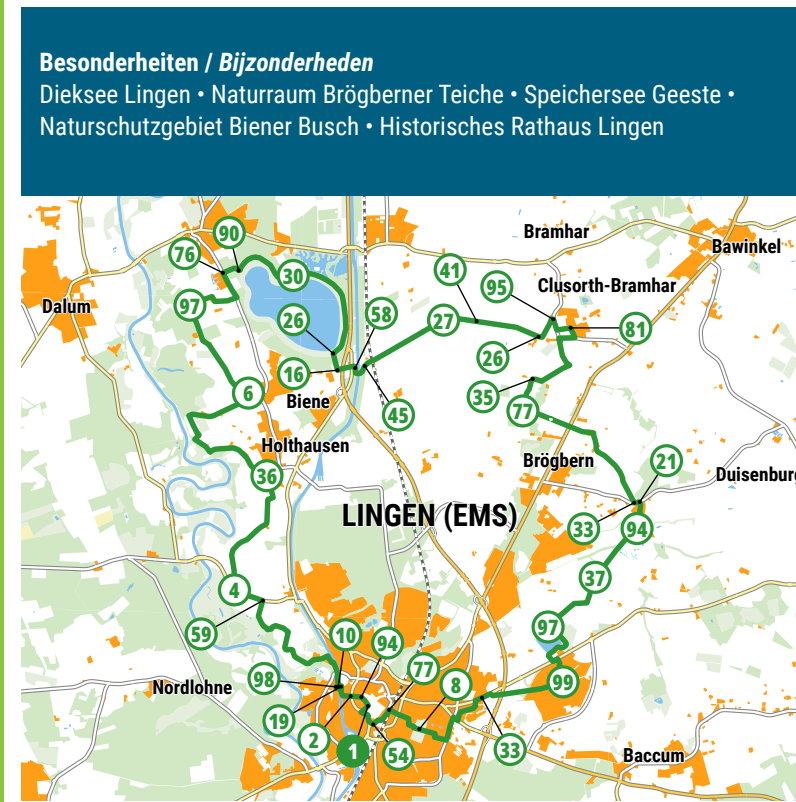 Besonderheiten / Bijzonderheden
Dieksee Lingen • Naturraum Brögberner Teiche • Speichersee Geeste •
Naturschutzgebiet Biener Busch • Historisches Rathaus Lingen
Bramhar
90
Bawinkel
76
30
41
95
Clusorth-Bramhar
97
Dalum
26
58
27
81
26
16
6
35
Biene
45
77
Holthausen
Brögbern
21
36
Duisenburg
LINGEN (EMS)
33
94
37
4
97
59
10
94
77
98
8
99
Nordlohne
19
2
1
54
33
Baccum